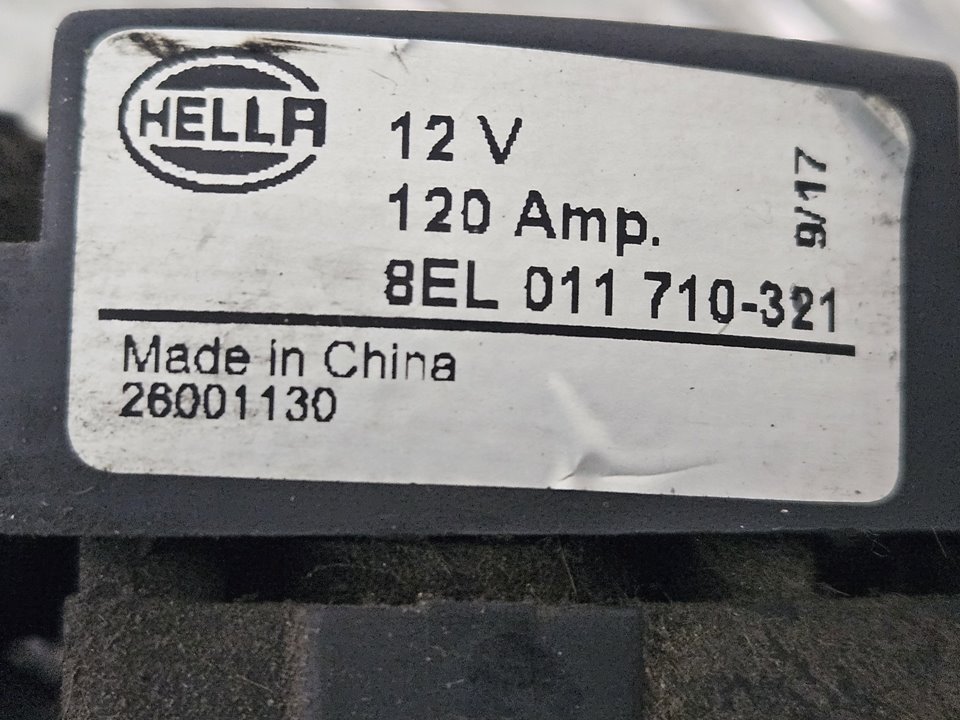 HELLA
12 V
120 Amp.
8EL 011 710-321
9/17
Made in China
26001130